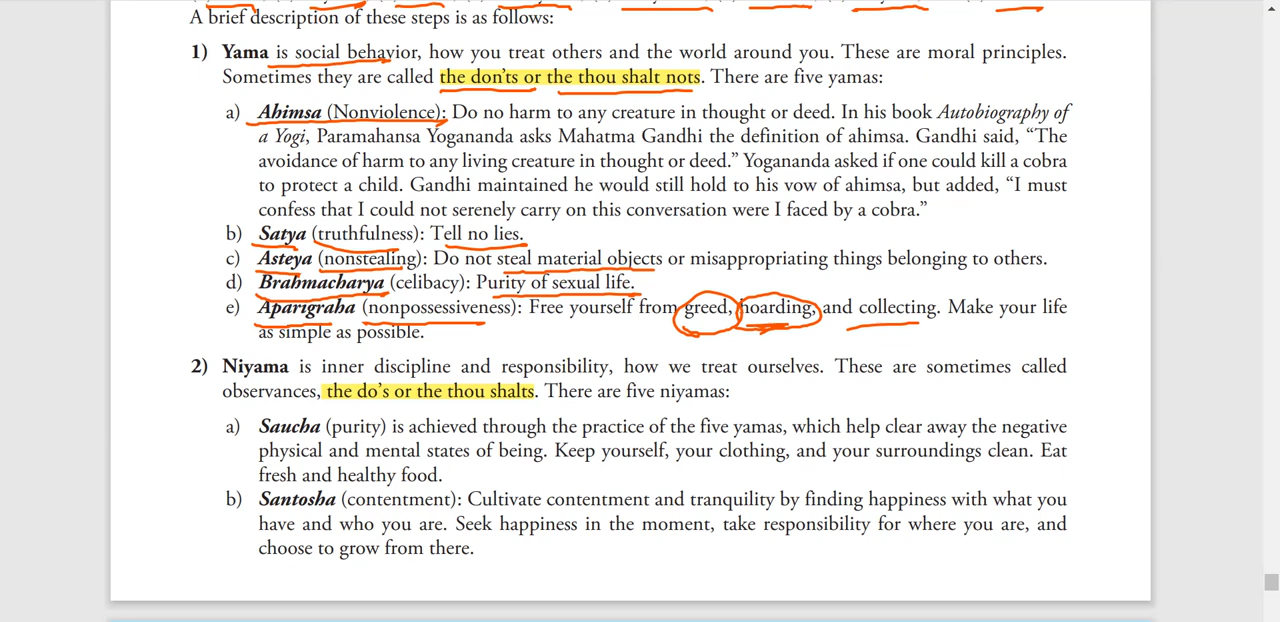 A brief description of these steps is as follows:
1) Yama is social behavior, how you treat others and the world around you. These are moral principles.
Sometimes they are called the don'ts or the thou shalt nots. There are five yamas:
a) Ahimsa (Nonviolence): Do no harm to any creature in thought or deed. In his book Autobiography of
a Yogi, Paramahansa Yogananda asks Mahatma Gandhi the definition of ahimsa. Gandhi said, “The
avoidance of harm to any living creature in thought or deed.” Yogananda asked if one could kill a cobra
to protect a child. Gandhi maintained he would still hold to his vow of ahimsa, but added, “I must
confess that I could not serenely carry on this conversation were I faced by a cobra.”
b) Satya (truthfulness): Tell no lies.
c) Asteya (nonstealing): Do not steal material objects or misappropriating things belonging to others.
d) Brahmacharya (celibacy): Purity of sexual life.
e) Aparigraha (nonpossessiveness): Free yourself from greed, hoarding, and collecting. Make your life
as simple as possible.
2) Niyama is inner discipline and responsibility, how we treat ourselves. These are sometimes called
observances, the do's or the thou shalts. There are five niyamas:
a) Saucha (purity) is achieved through the practice of the five yamas, which help clear away the negative
physical and mental states of being. Keep yourself, your clothing, and your surroundings clean. Eat
fresh and healthy food.
b) Santosha (contentment): Cultivate contentment and tranquility by finding happiness with what you
have and who you are. Seek happiness in the moment, take responsibility for where you are, and
choose to grow from there.